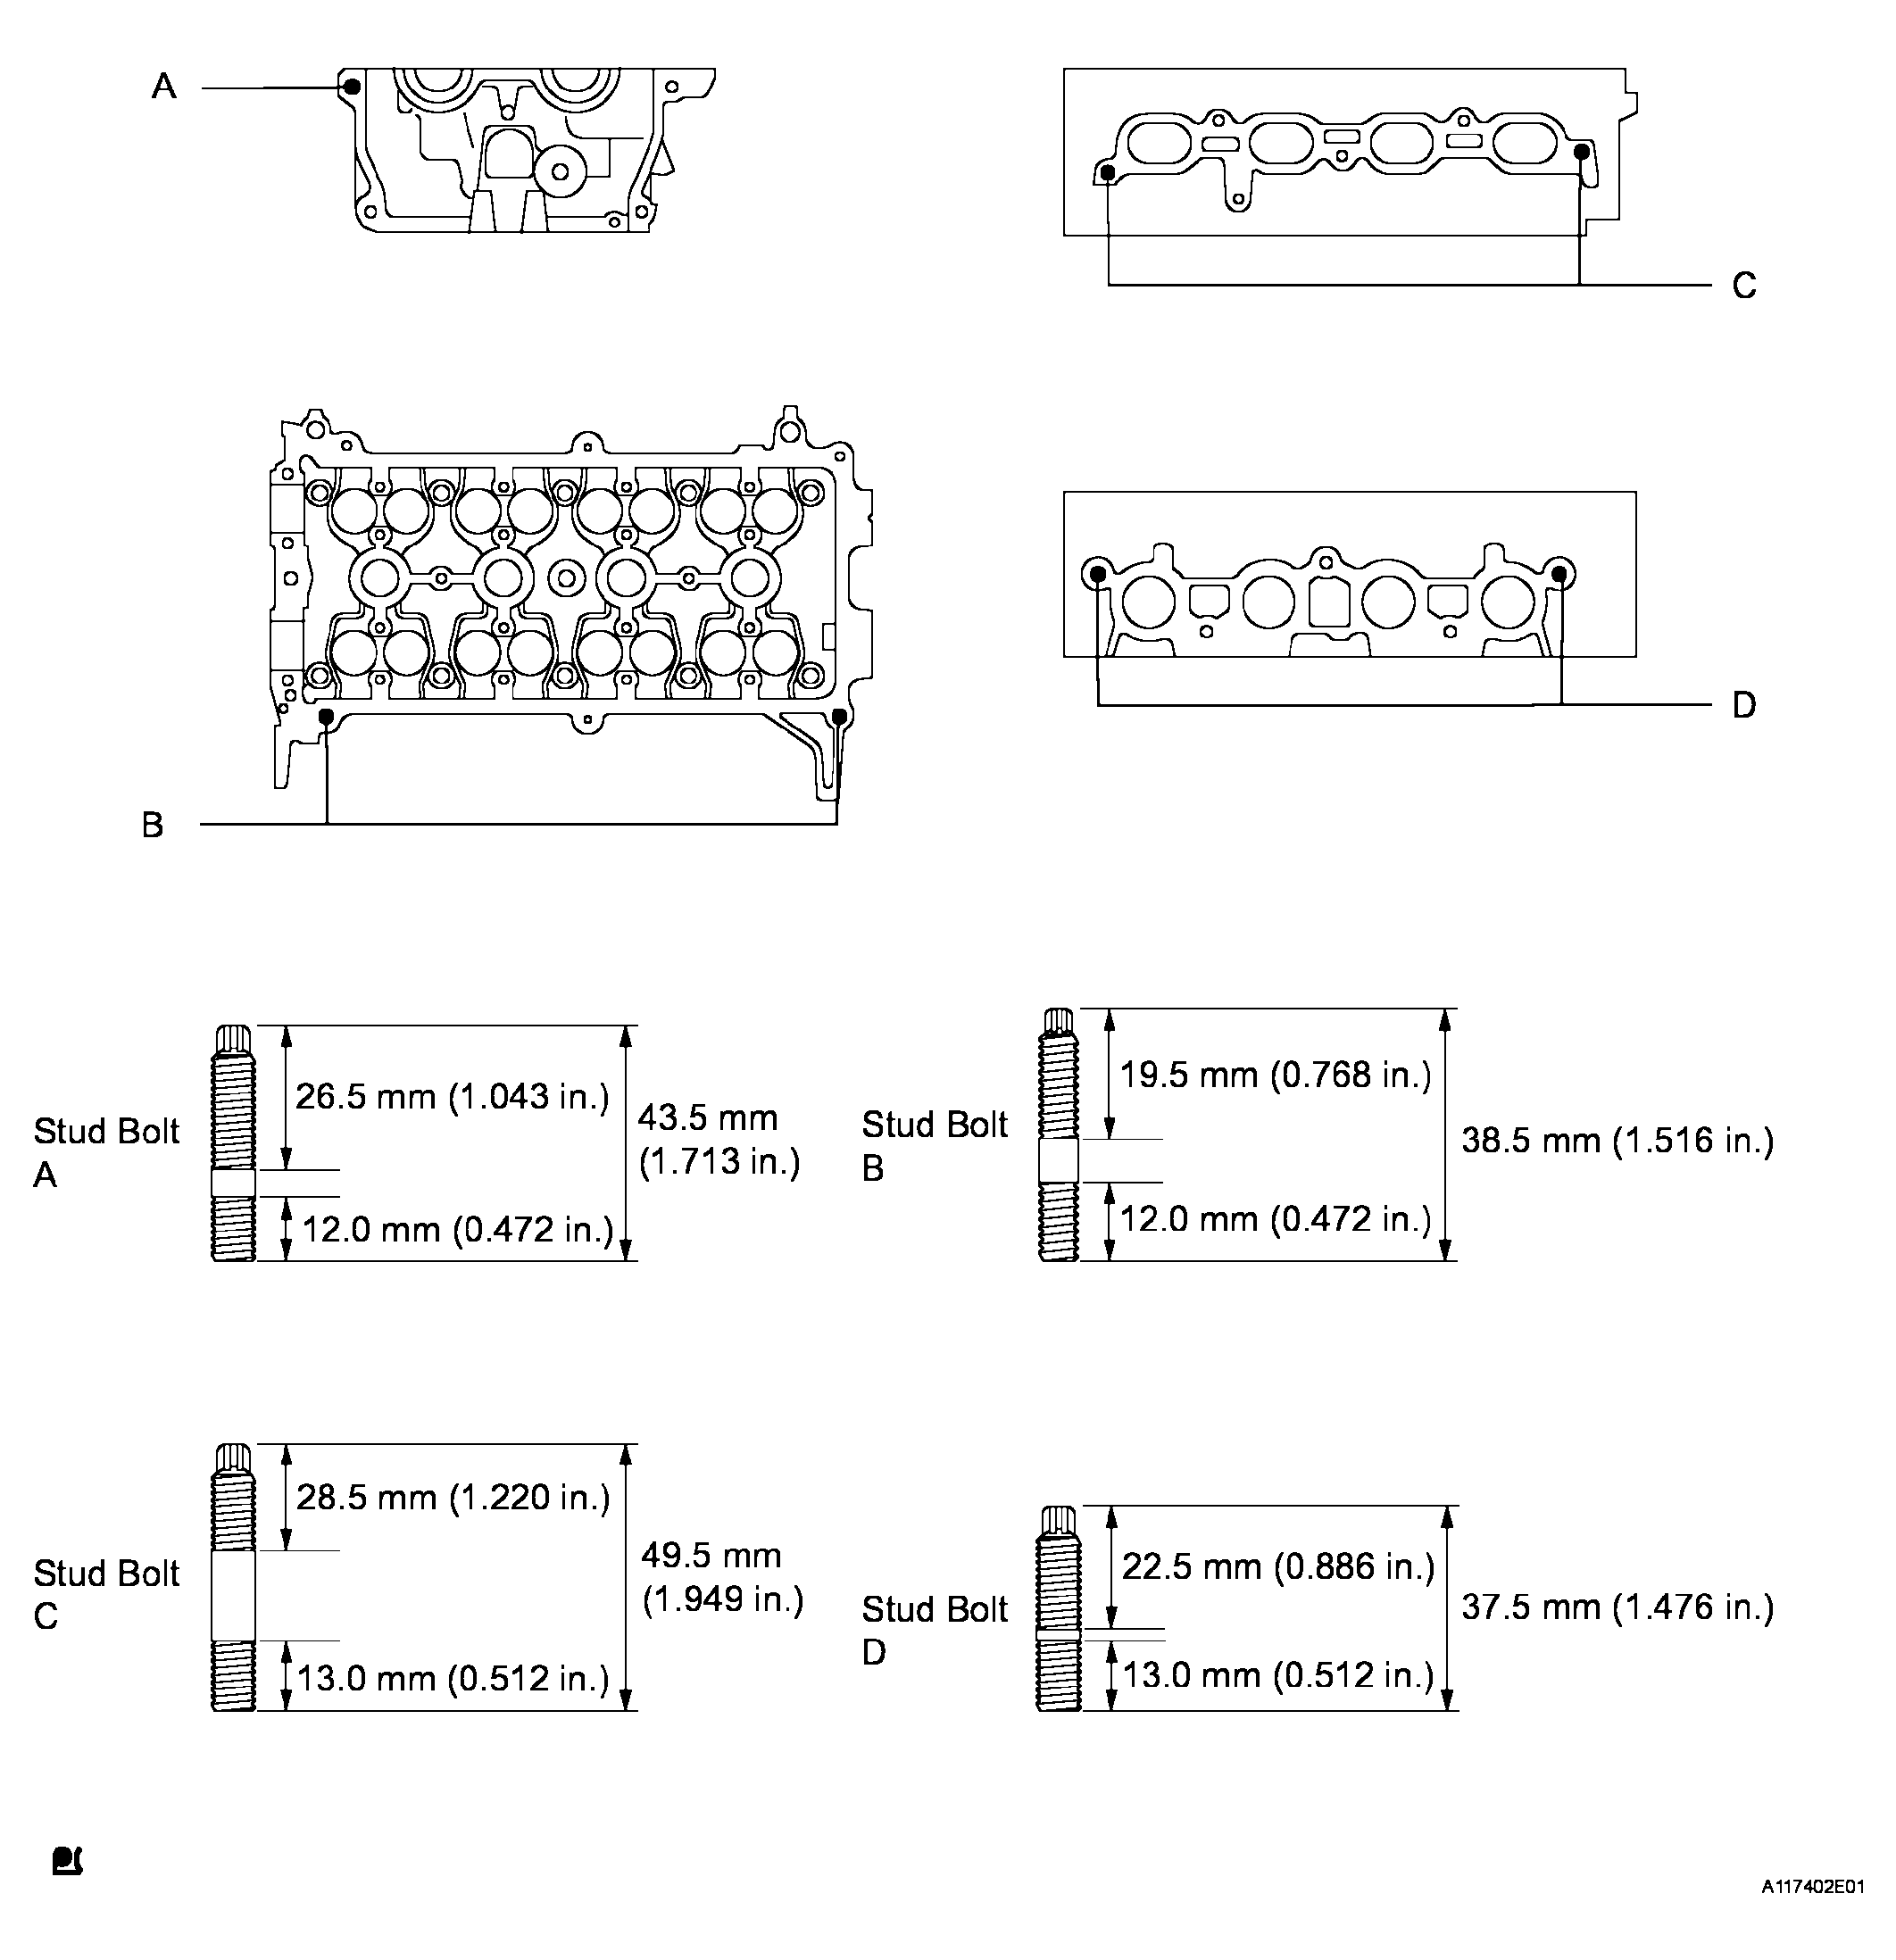 A
C
B
D
Stud Bolt
A
26.5 mm (1.043 in.)
12.0 mm (0.472 in.)
43.5 mm
(1.713 in.)
Stud Bolt
B
19.5 mm (0.768 in.)
12.0 mm (0.472 in.)
38.5 mm (1.516 in.)
Stud Bolt
C
28.5 mm (1.220 in.)
13.0 mm (0.512 in.)
49.5 mm
(1.949 in.)
Stud Bolt
D
22.5 mm (0.886 in.)
13.0 mm (0.512 in.)
37.5 mm (1.476 in.)
A117402E01